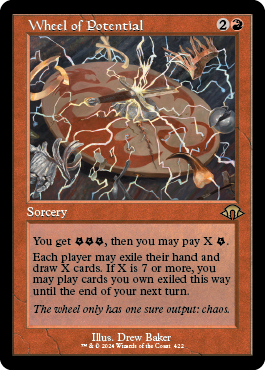 Wheel of Potential 2
Sorcery
You get, then you may pay X.
Each player may exile their hand and
draw X cards. If X is 7 or more, you
may play cards you own exiled this way
until the end of your next turn.
The wheel only has one sure output: chaos.
Illus. Drew Baker
™ & © 2024 Wizards of the Coast 422